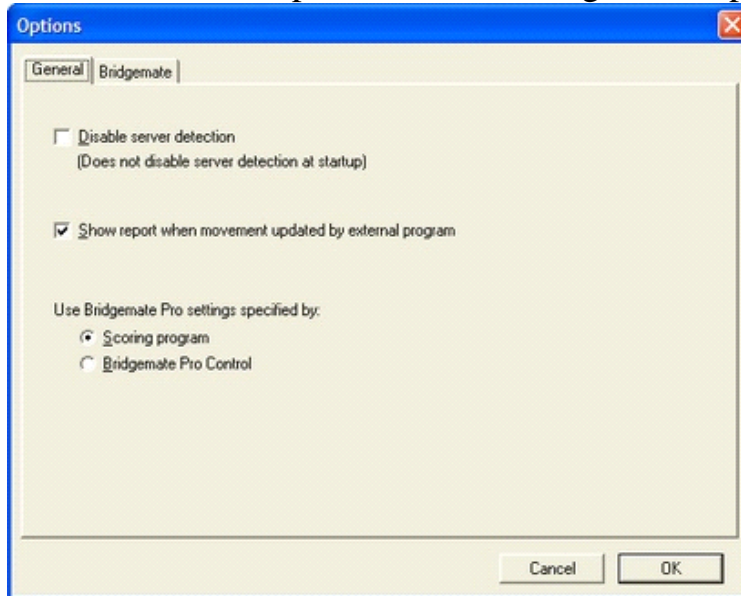 Options
General
Bridgemate
Disable server detection
(Does not disable server detection at startup)
Show report when movement updated by external program
Use Bridgemate Pro settings specified by:
Scoring program
Bridgemate Pro Control
Cancel
OK